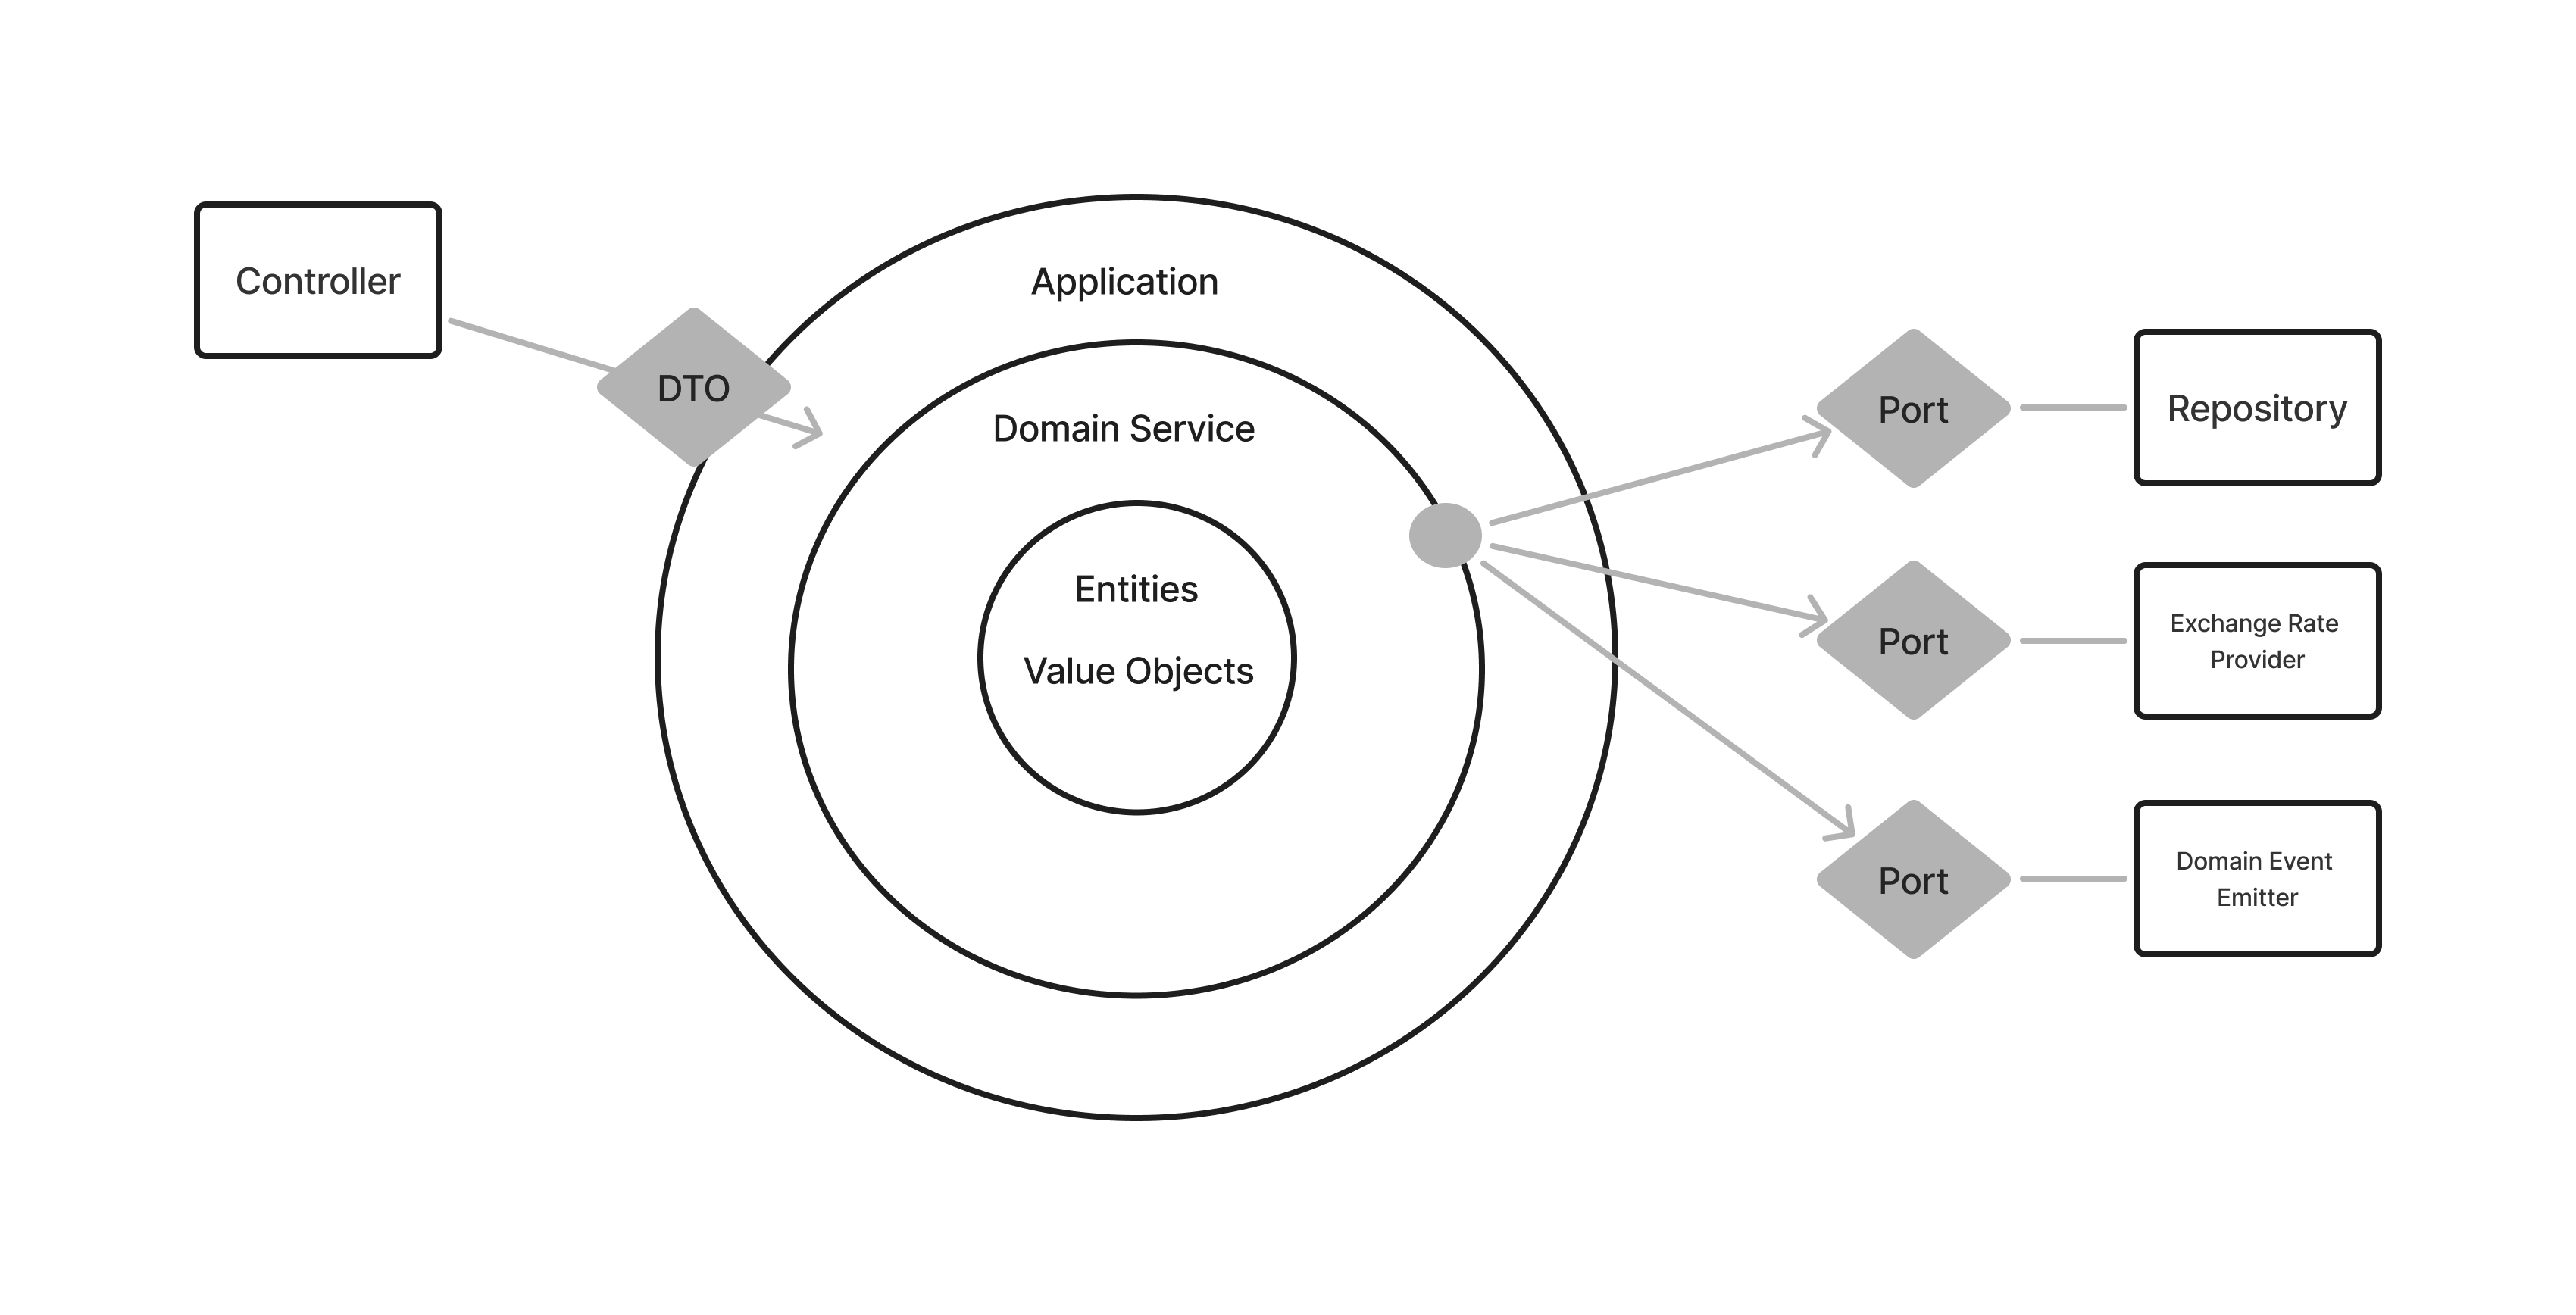 Controller
DTO
Application
Domain Service
Entities
Value Objects
Port
Repository
Port
Exchange Rate
Provider
Port
Domain Event
Emitter